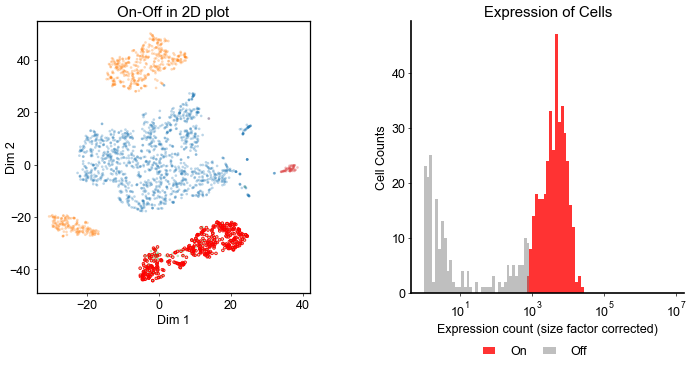 On-Off in 2D plot
Dim 2
40
20
0
−20
−40
−20
0
20
40
Dim 1
Expression of Cells
Cell Counts
40
30
20
10
0
10^1
10^3
10^5
10^7
Expression count (size factor corrected)
On Off